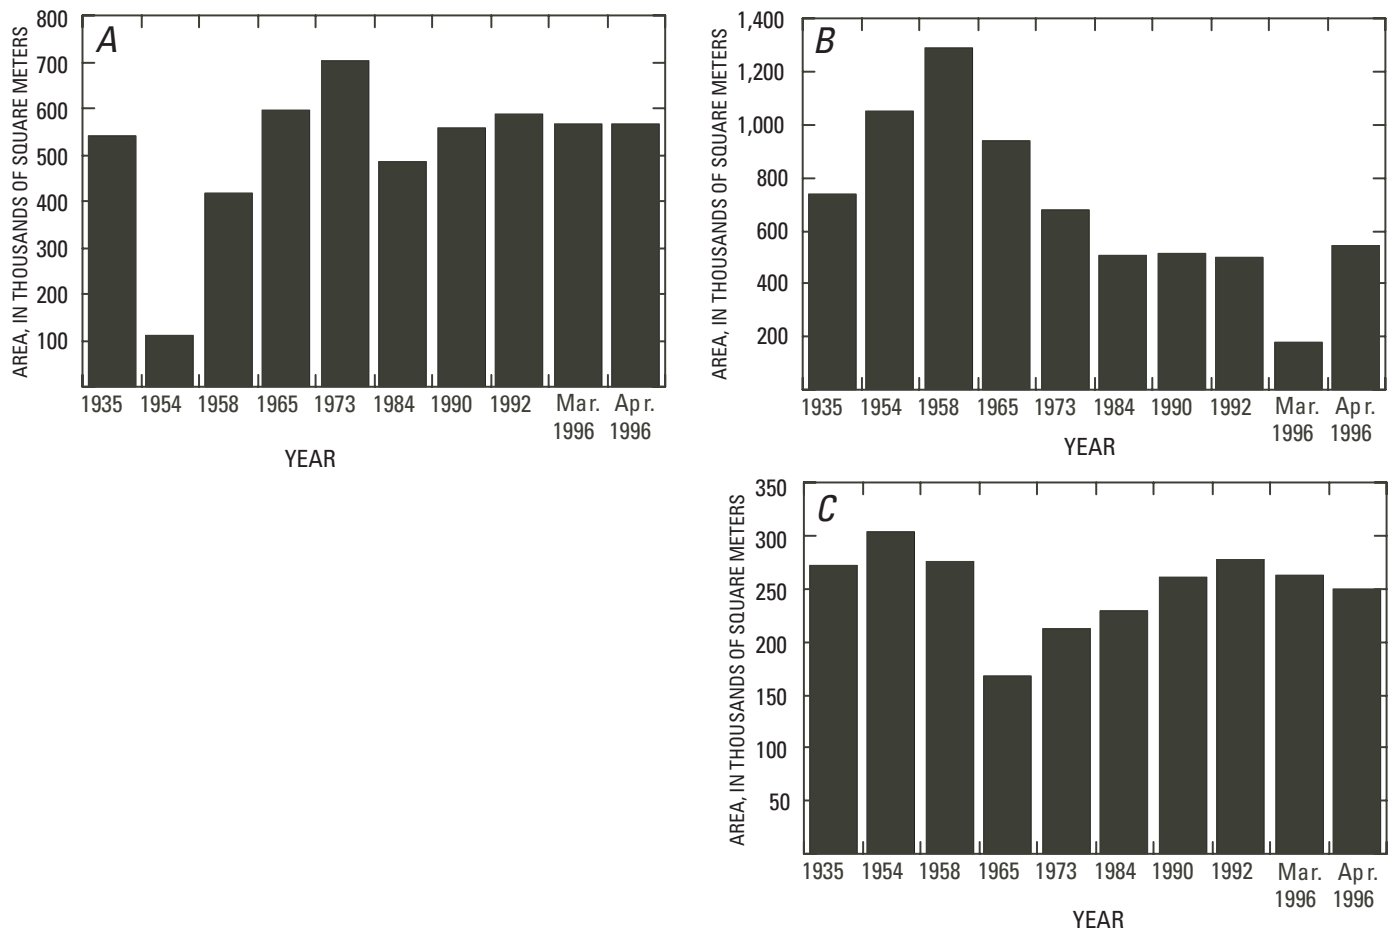 A
AREA, IN THOUSANDS OF SQUARE METERS
800
700
600
500
400
300
200
100
1935 1954 1958 1965 1973 1984 1990 1992 Mar. Apr.
1996 1996
YEAR
B
AREA, IN THOUSANDS OF SQUARE METERS
1,400
1,200
1,000
800
600
400
200
1935 1954 1958 1965 1973 1984 1990 1992 Mar. Apr.
1996 1996
YEAR
C
AREA, IN THOUSANDS OF SQUARE METERS
350
300
250
200
150
100
50
1935 1954 1958 1965 1973 1984 1990 1992 Mar. Apr.
1996 1996
YEAR